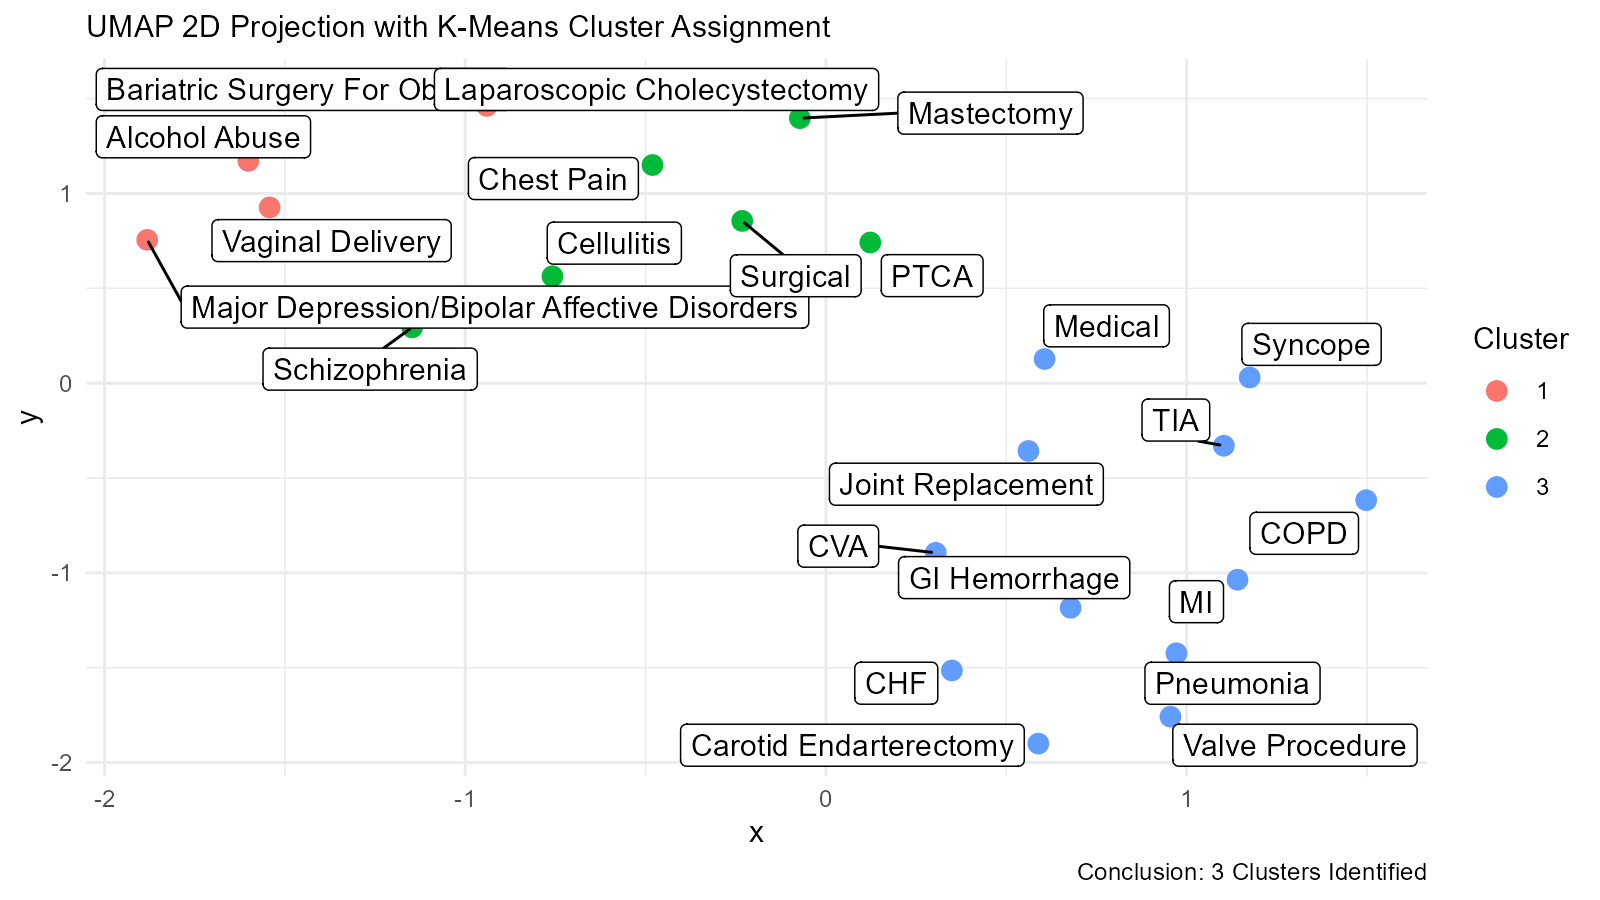 UMAP 2D Projection with K-Means Cluster Assignment
Bariatric Surgery For
Laparoscopic Cholecystectomy
Mastectomy
Alcohol Abuse
Chest Pain
Vaginal Delivery
Cellulitis
Surgical
PTCA
Major Depression/Bipolar Affective Disorders
Schizophrenia
Medical
Syncope
TIA
Joint Replacement
COPD
CVA
GI Hemorrhage
MI
CHF
Pneumonia
Carotid Endarterectomy
Valve Procedure
Cluster
1
2
3
1
0
-1
-2
y
-2
-1
0
1
x
Conclusion: 3 Clusters Identified